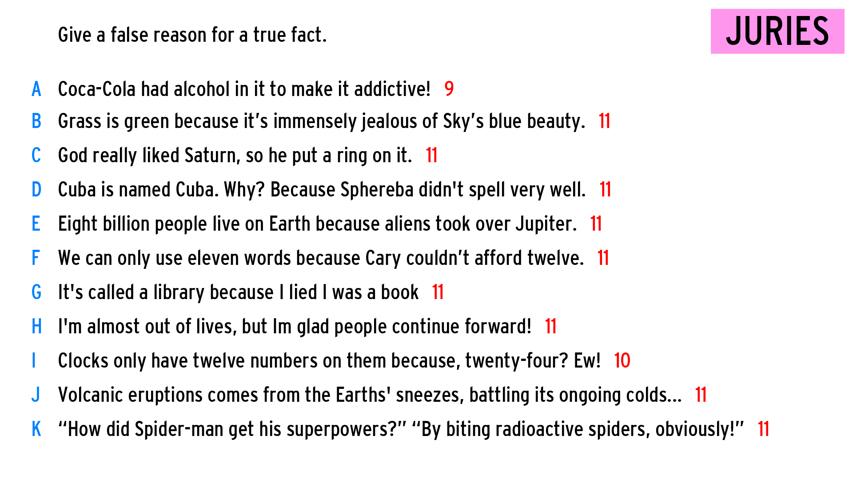 JURIES
Give a false reason for a true fact.
A Coca-Cola had alcohol in it to make it addictive! 9
B Grass is green because it's immensely jealous of Sky's blue beauty. 11
C God really liked Saturn, so he put a ring on it. 11
D Cuba is named Cuba. Why? Because Sphereba didn't spell very well. 11
E Eight billion people live on Earth because aliens took over Jupiter. 11
F We can only use eleven words because Cary couldn't afford twelve. 11
G It's called a library because I lied I was a book 11
H I'm almost out of lives, but Im glad people continue forward! 11
I Clocks only have twelve numbers on them because, twenty-four? Ew! 10
J Volcanic eruptions comes from the Earths' sneezes, battling its ongoing colds... 11
K “How did Spider-man get his superpowers?” “By biting radioactive spiders, obviously!” 11